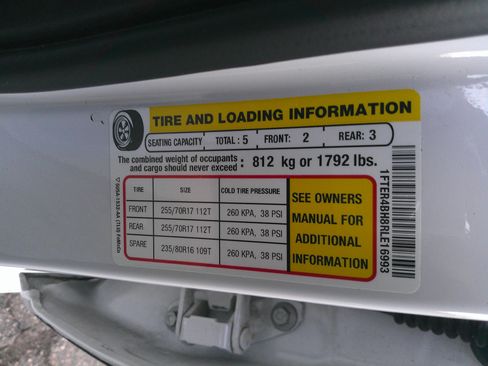 TIRE AND LOADING INFORMATION
SEATING CAPACITY TOTAL : 5 FRONT: 2 REAR: 3
The combined weight of occupants
and cargo should never exceed : 812 kg or 1792 lbs.
TIRE SIZE COLD TIRE PRESSURE
FRONT 255/70R17 112T 260 KPA, 38 PSI
REAR 255/70R17 112T 260 KPA, 38 PSI
SPARE 235/80R16 109T 260 KPA, 38 PSI
SEE OWNERS
MANUAL FOR
ADDITIONAL
INFORMATION
1FTER4BH8RLE16993